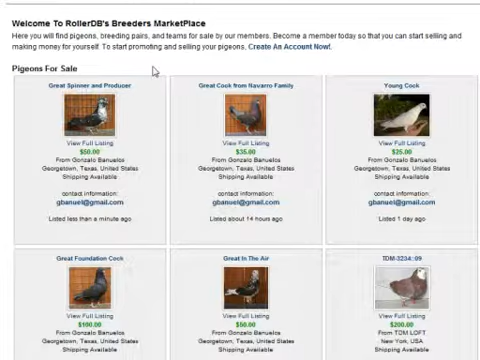 Welcome To RollerDB's Breeders MarketPlace
Here you will find pigeons, breeding pairs, and teams for sale by our members. Become a member today so that you can start selling and
making money for yourself. To start promoting and selling your pigeons, Create An Account Now!.
Pigeons For Sale
Great Spinner and Producer
View Full Listing
$50.00
From Gonzalo Banuelos
Georgetown, Texas, United States
Shipping Available
contact information:
gbanuel@gmail.com
Listed less than a minute ago
Great Cock from Navarro Family
View Full Listing
$35.00
From Gonzalo Banuelos
Georgetown, Texas, United States
Shipping Available
contact information:
gbanuel@gmail.com
Listed about 14 hours ago
Young Cock
View Full Listing
$25.00
From Gonzalo Banuelos
Georgetown, Texas, United States
Shipping Available
contact information:
gbanuel@gmail.com
Listed 1 day ago
Great Foundation Cock
View Full Listing
$100.00
From Gonzalo Banuelos
Georgetown, Texas, United States
Shipping Available
Great In The Air
View Full Listing
$50.00
From Gonzalo Banuelos
Georgetown, Texas, United States
Shipping Available
TDM-3234::09
View Full Listing
$200.00
From TDM LOFT
New York, USA
Shipping Available